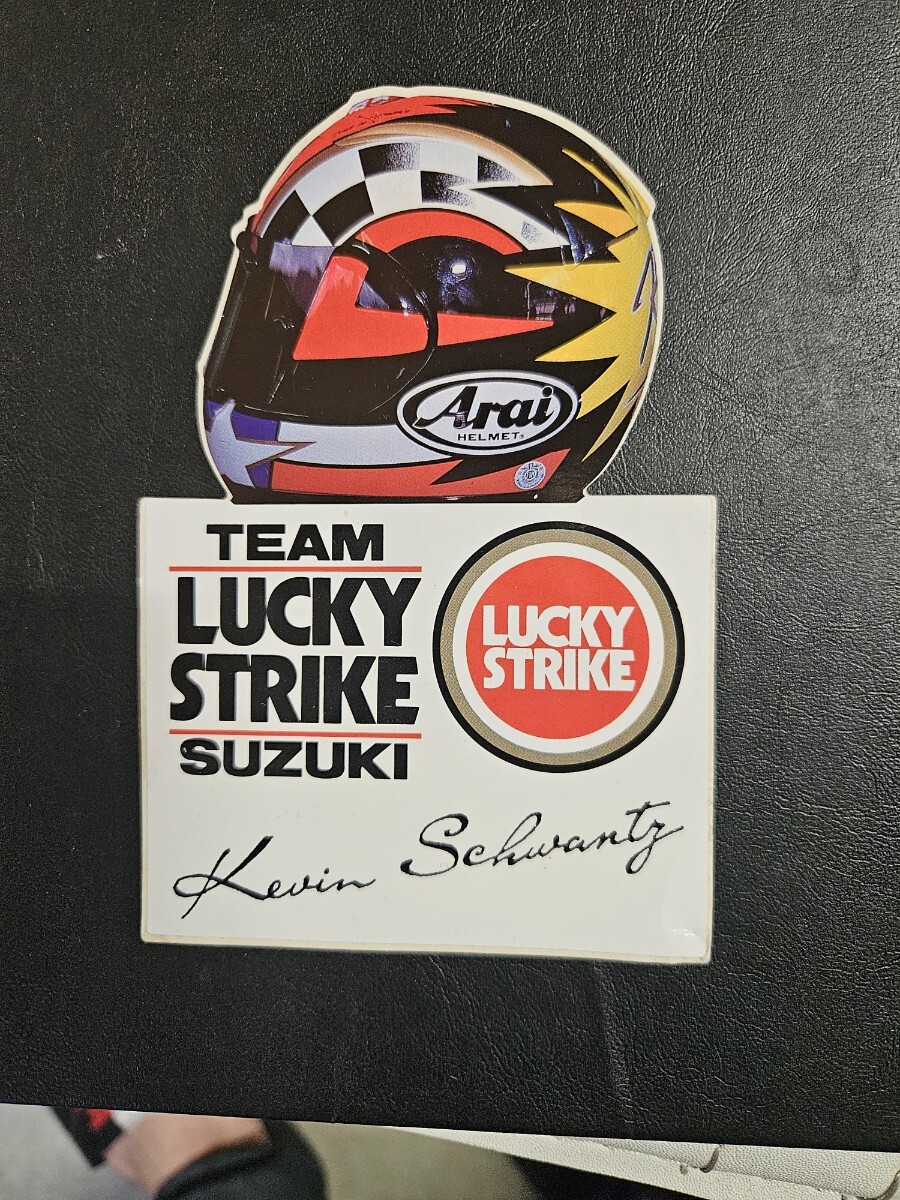 Arai
HELMET
TEAM
LUCKY
STRIKE
SUZUKI
LUCKY
STRIKE
Kevin Schwantz